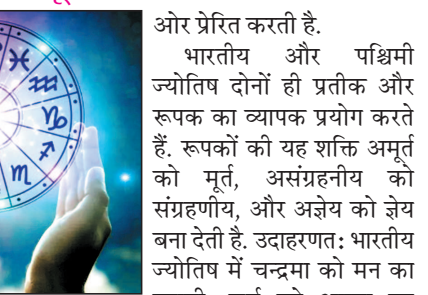 ओर प्रेरित करती है.
भारतीय और पश्चिमी
ज्योतिष दोनों ही प्रतीक और
रूपक का व्यापक प्रयोग करते
हैं. रूपकों की यह शक्ति अमूर्त
को मूर्त, असंग्रहनीय को
संग्रहणीय, और अज्ञेय को ज्ञेय
बना देती है. उदाहरणत: भारतीय
ज्योतिष में चन्द्रमा को मन का